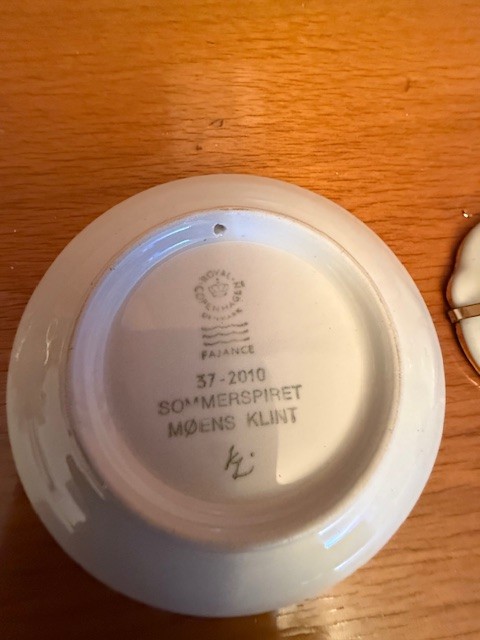 ROYAL
COPENHAGEN
DENMARK
FAJANCE
37-2010
SOMMERSPIRET
MØENS KLINT